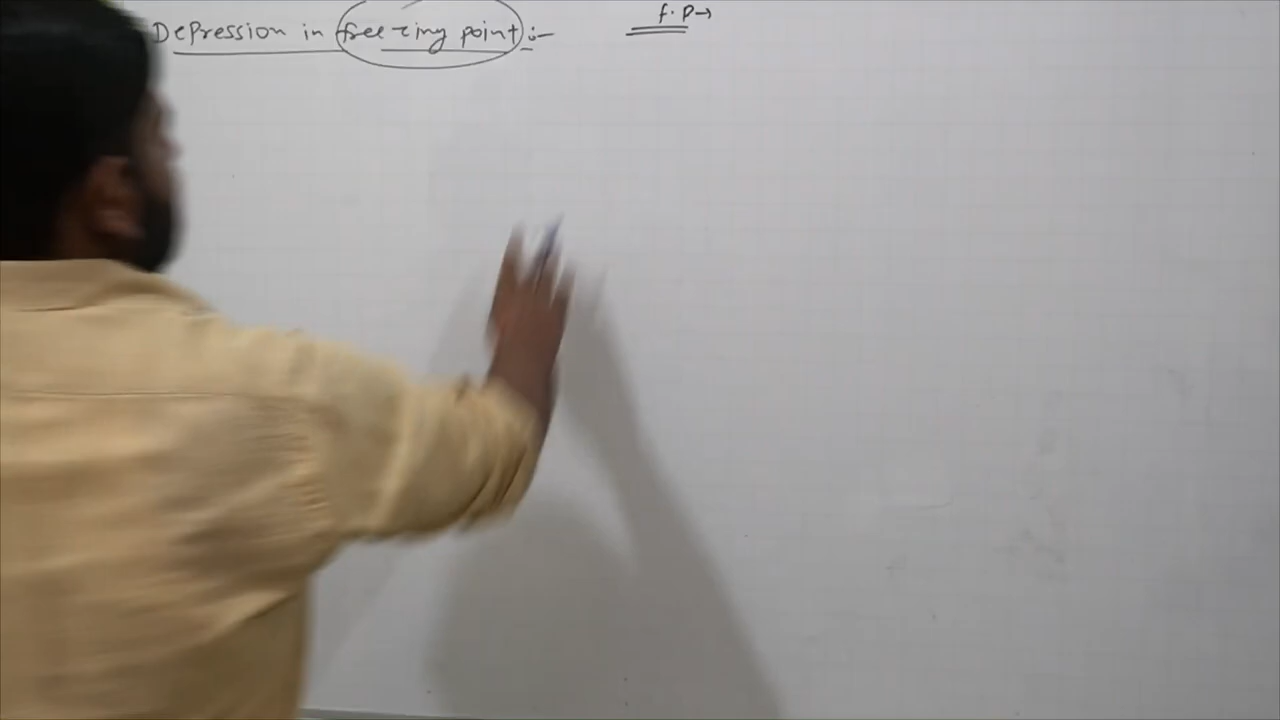 Depression in freezing point :-
f.p→